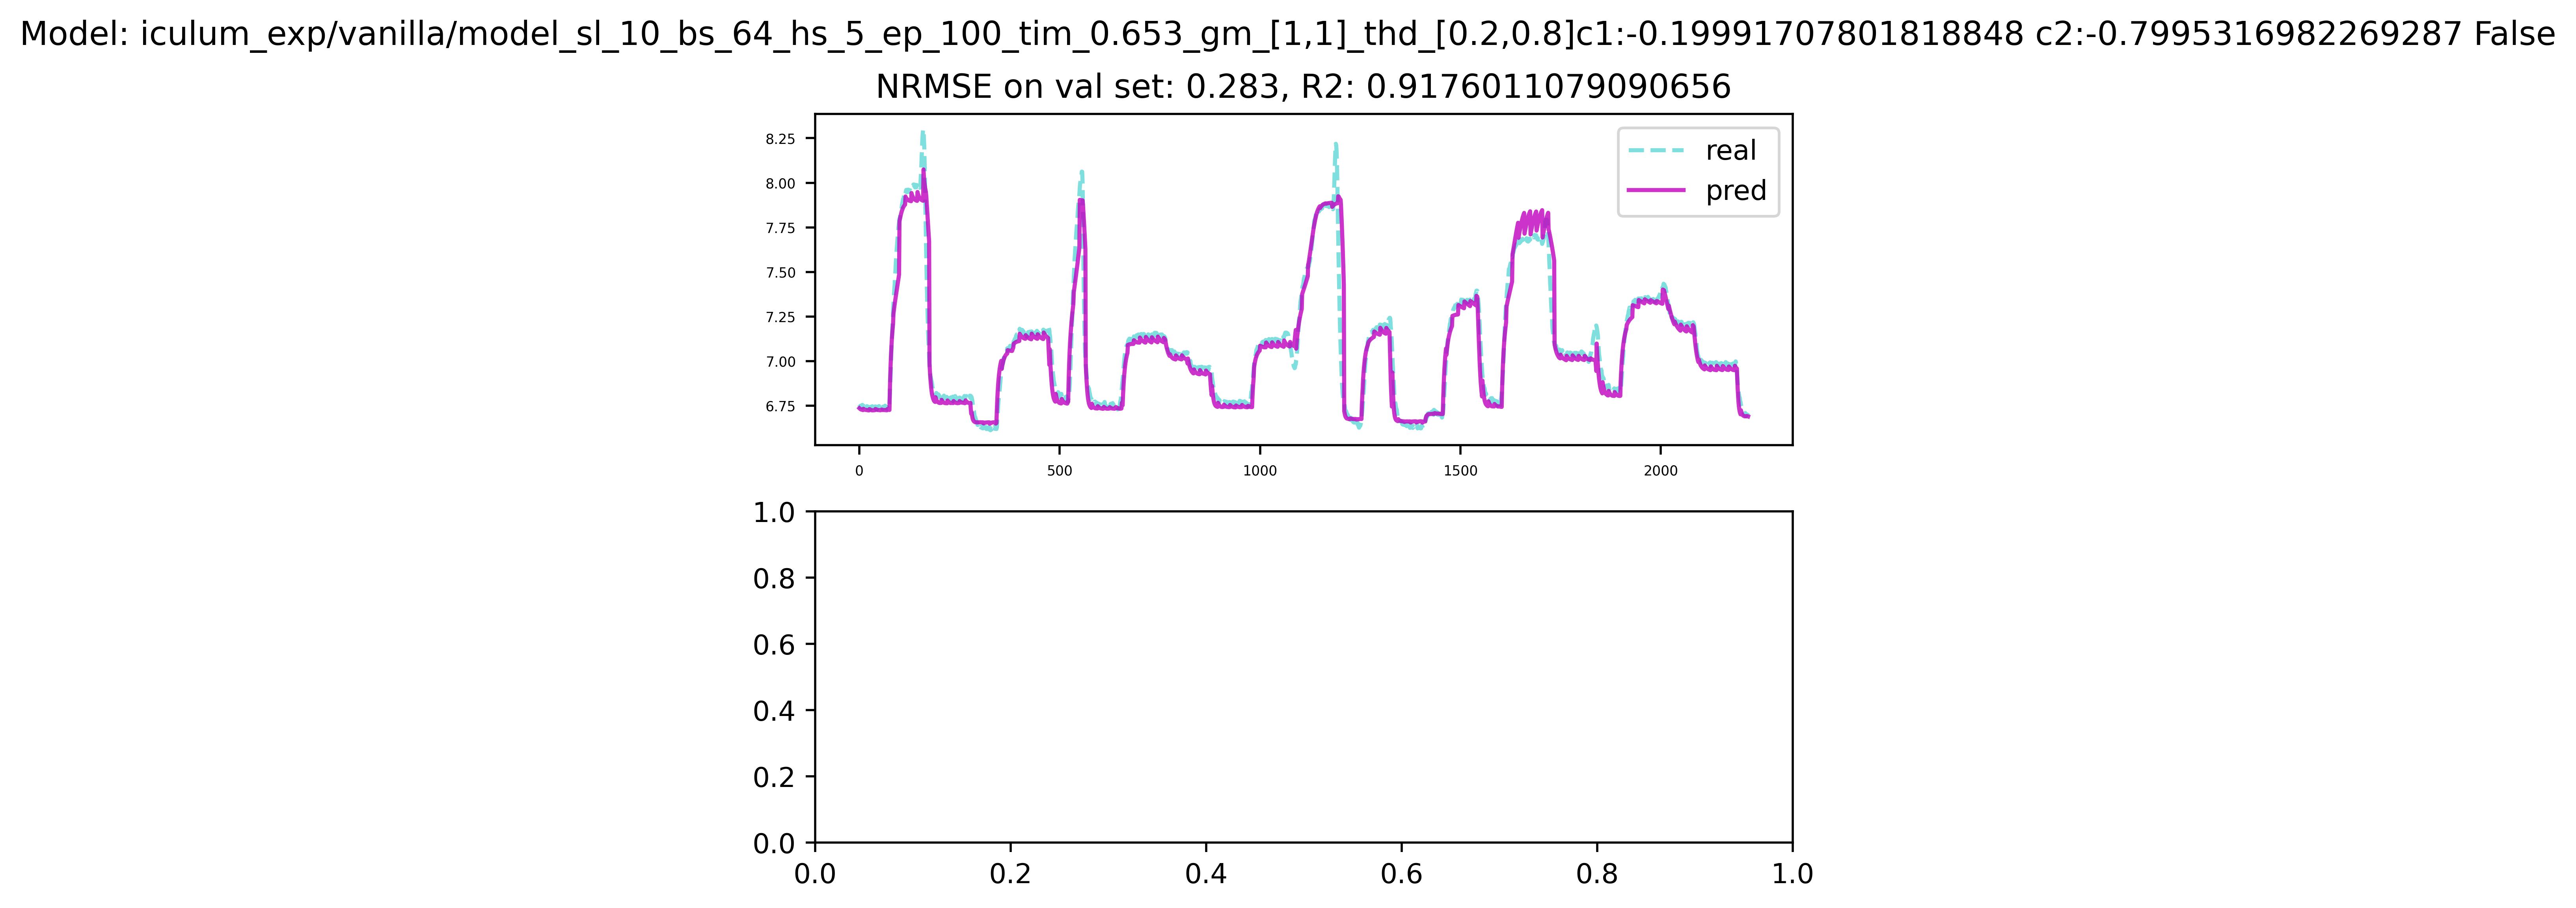 Model: iculum_exp/vanilla/model_sl_10_bs_64_hs_5_ep_100_tim_0.653_gm_[1,1]_thd_[0.2,0.8]c1:-0.19991707801818848 c2:-0.7995316982269287 False
NRMSE on val set: 0.283, R2: 0.9176011079090656
8.25
8.00
7.75
7.50
7.25
7.00
6.75
real
pred
0 500 1000 1500 2000
1.0
0.8
0.6
0.4
0.2
0.0
0.0 0.2 0.4 0.6 0.8 1.0